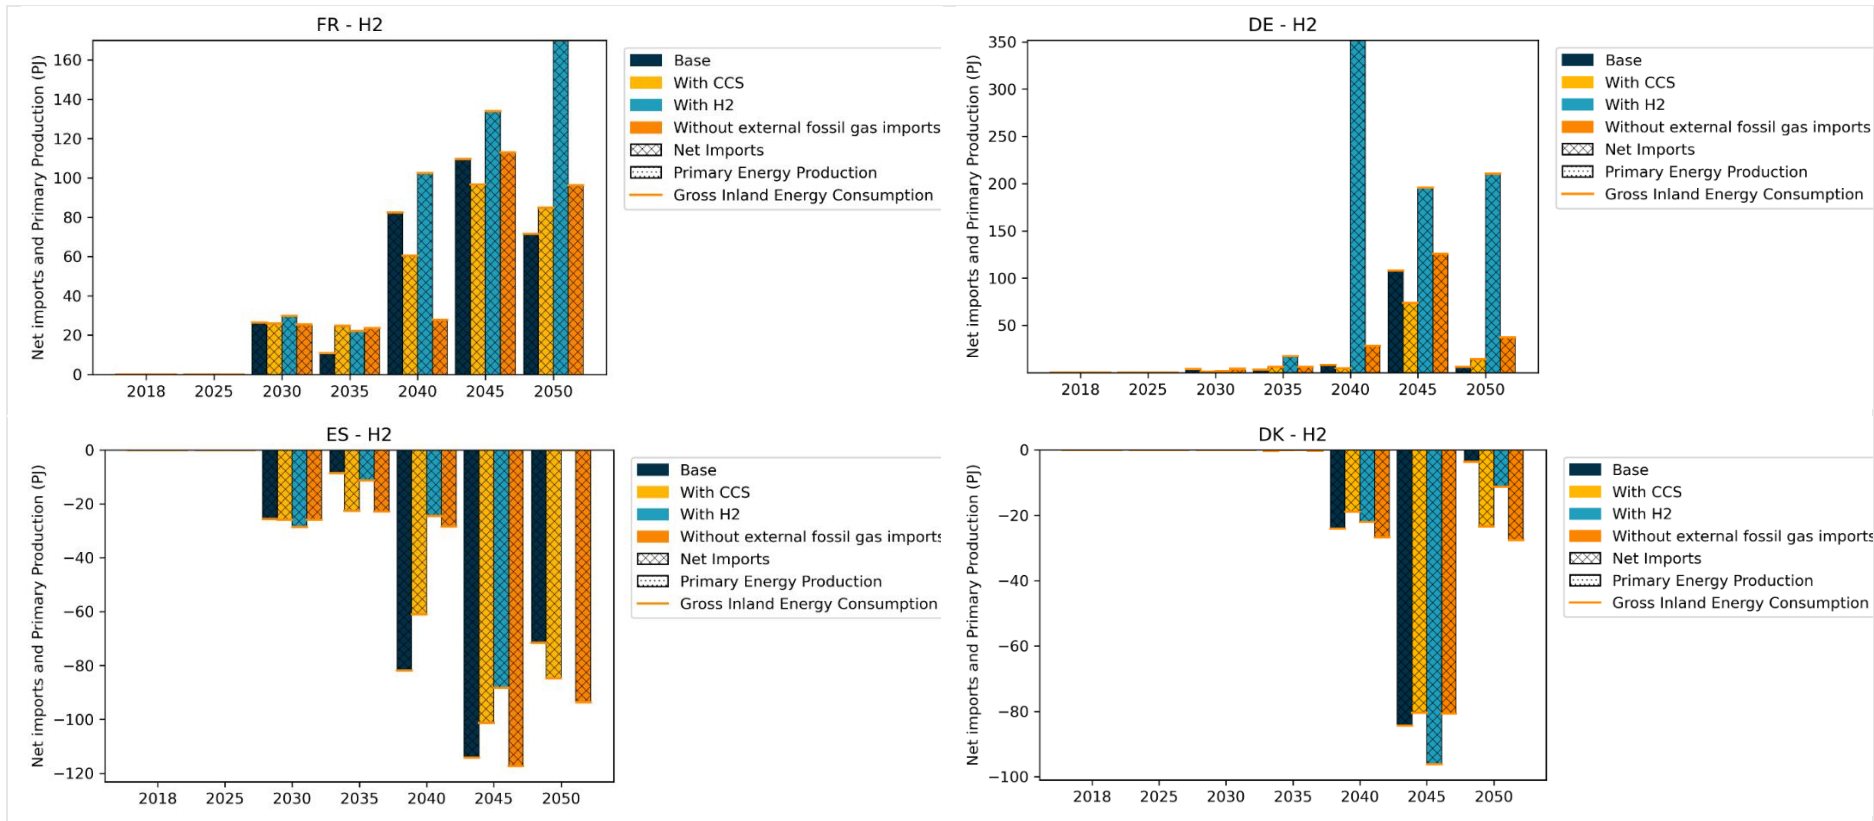 FR - H2
Net imports and Primary Production (PJ)
160
140
120
100
80
60
40
20
0
2018 2025 2030 2035 2040 2045 2050
Base
With CCS
With H2
Without external fossil gas imports
Net Imports
Primary Energy Production
Gross Inland Energy Consumption
DE - H2
Net imports and Primary Production (PJ)
350
300
250
200
150
100
50
2018 2025 2030 2035 2040 2045 2050
Base
With CCS
With H2
Without external fossil gas imports
Net Imports
Primary Energy Production
Gross Inland Energy Consumption
ES - H2
Net imports and Primary Production (PJ)
0
−20
−40
−60
−80
−100
−120
2018 2025 2030 2035 2040 2045 2050
Base
With CCS
With H2
Without external fossil gas imports
Net Imports
Primary Energy Production
Gross Inland Energy Consumption
DK - H2
Net imports and Primary Production (PJ)
0
−20
−40
−60
−80
−100
2018 2025 2030 2035 2040 2045 2050
Base
With CCS
With H2
Without external fossil gas imports
Net Imports
Primary Energy Production
Gross Inland Energy Consumption